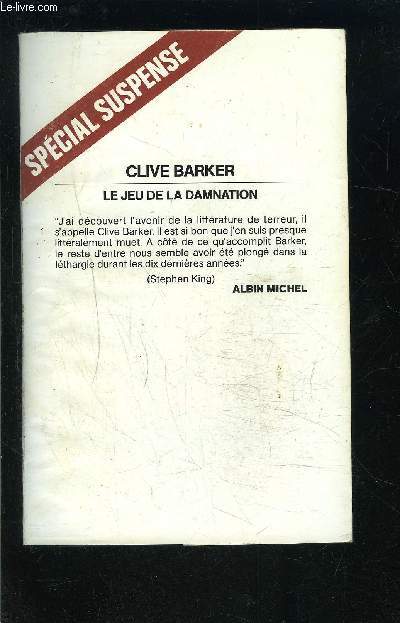 Le-livre.com
SPÉCIAL SUSPENSE
CLIVE BARKER
LE JEU DE LA DAMNATION
"J'ai découvert l'avenir de la littérature de terreur, il
s'appelle Clive Barker. Il est si bon que j'en suis presque
littéralement muet. A côté de ce qu'accomplit Barker,
le reste d'entre nous semble avoir été plongé dans la
léthargie durant les dix dernières années."
(Stephen King)
ALBIN MICHEL